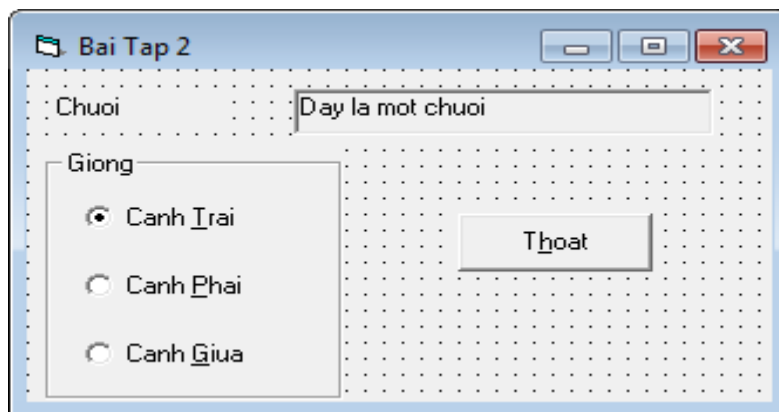 Bai Tap 2
Chuoi Day la mot chuoi
Giong
Canh Trai
Thoat
Canh Phai
Canh Giua